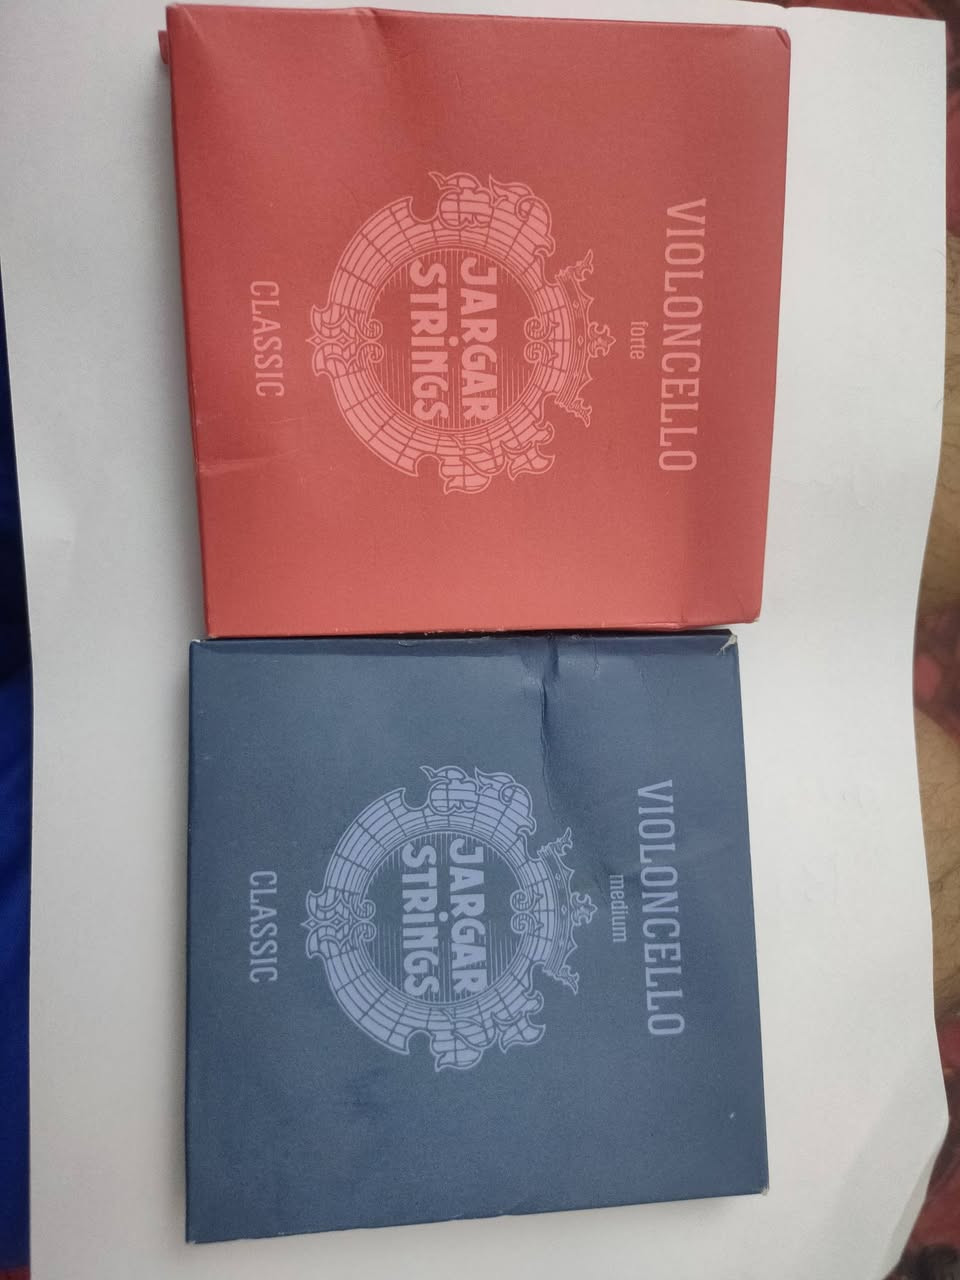 VIOLONCELLO
forte
JARGAR
STRiNGS
CLASSIC
VIOLONCELLO
medium
JARGAR
STRiNGS
CLASSIC